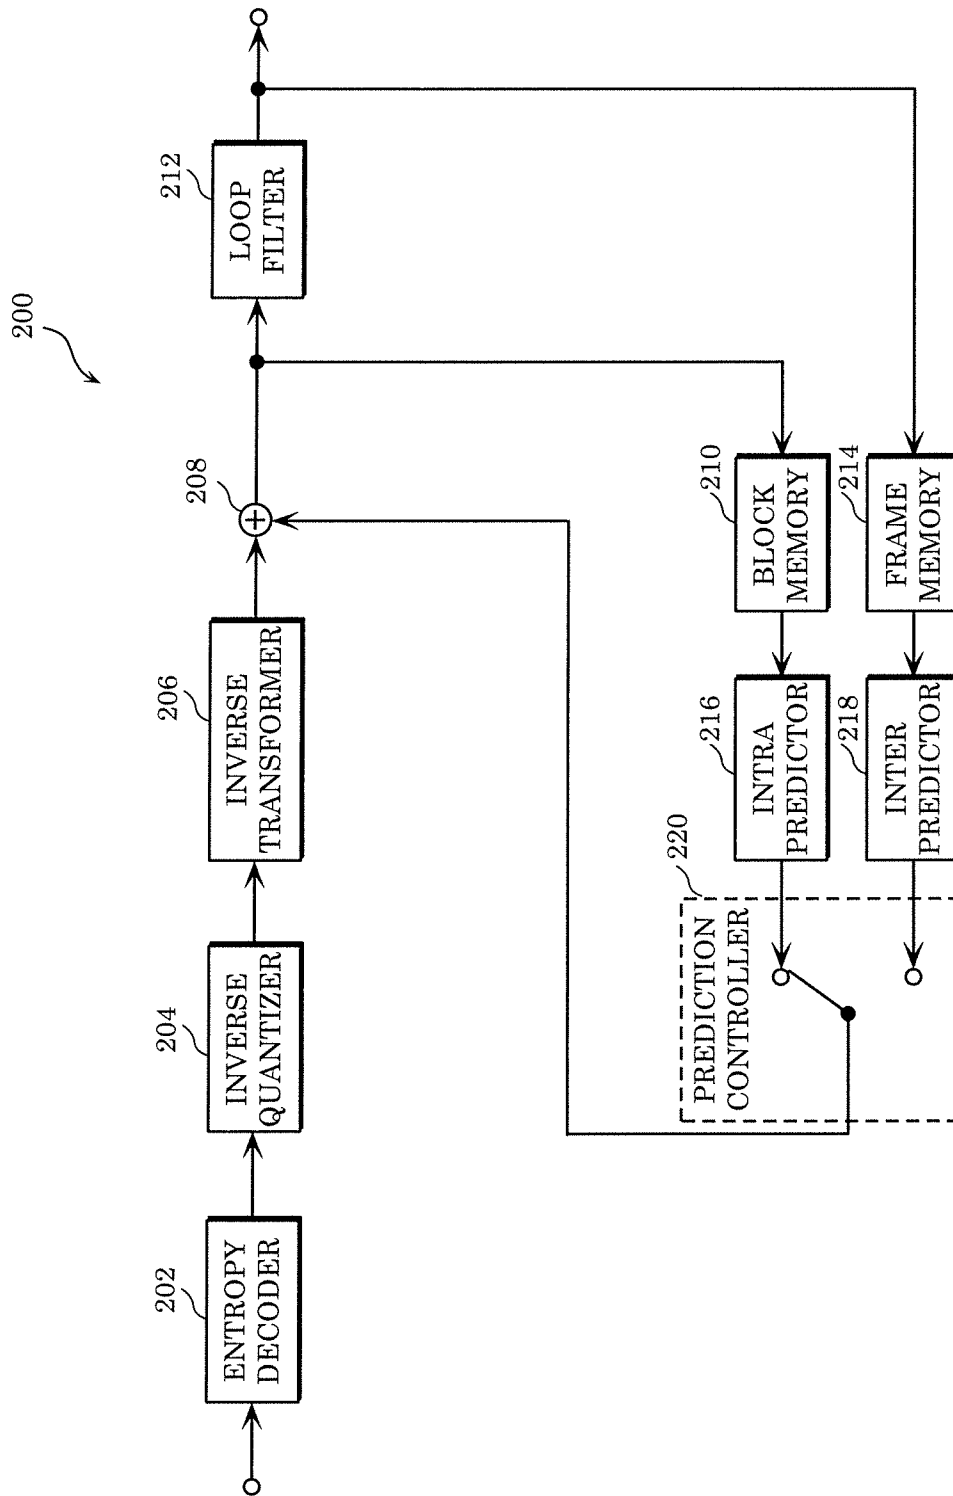 200
202
ENTROPY
DECODER
204
INVERSE
QUANTIZER
206
INVERSE
TRANSFORMER
208
+
212
LOOP
FILTER
220
PREDICTION
CONTROLLER
216
INTRA
PREDICTOR
210
BLOCK
MEMORY
218
INTER
PREDICTOR
214
FRAME
MEMORY